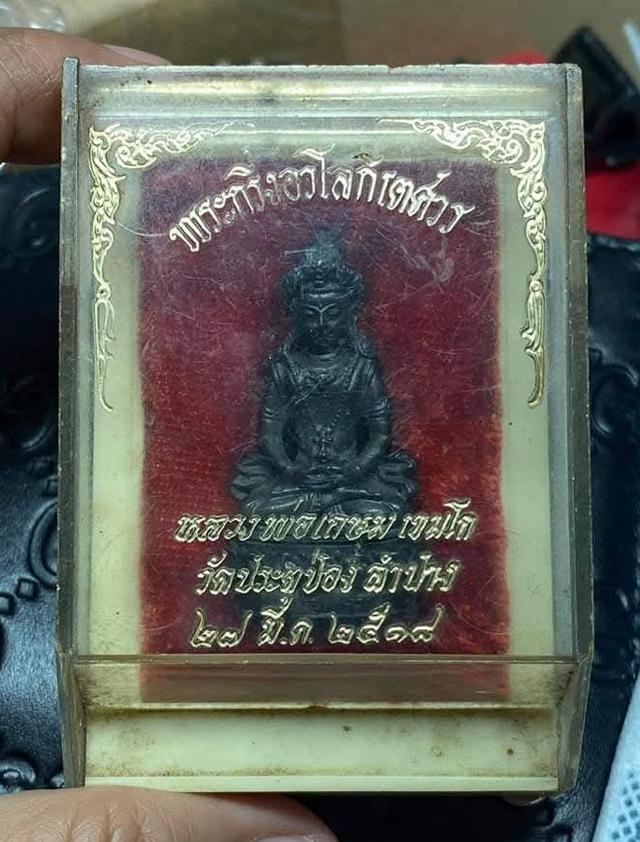 พระกริ่งอวโลกิเตศวร
หลวงพ่อเกษม เขมโก
วัดประตูป่อง ลำปาง
๒๗ มี.ค. ๒๕๑๘